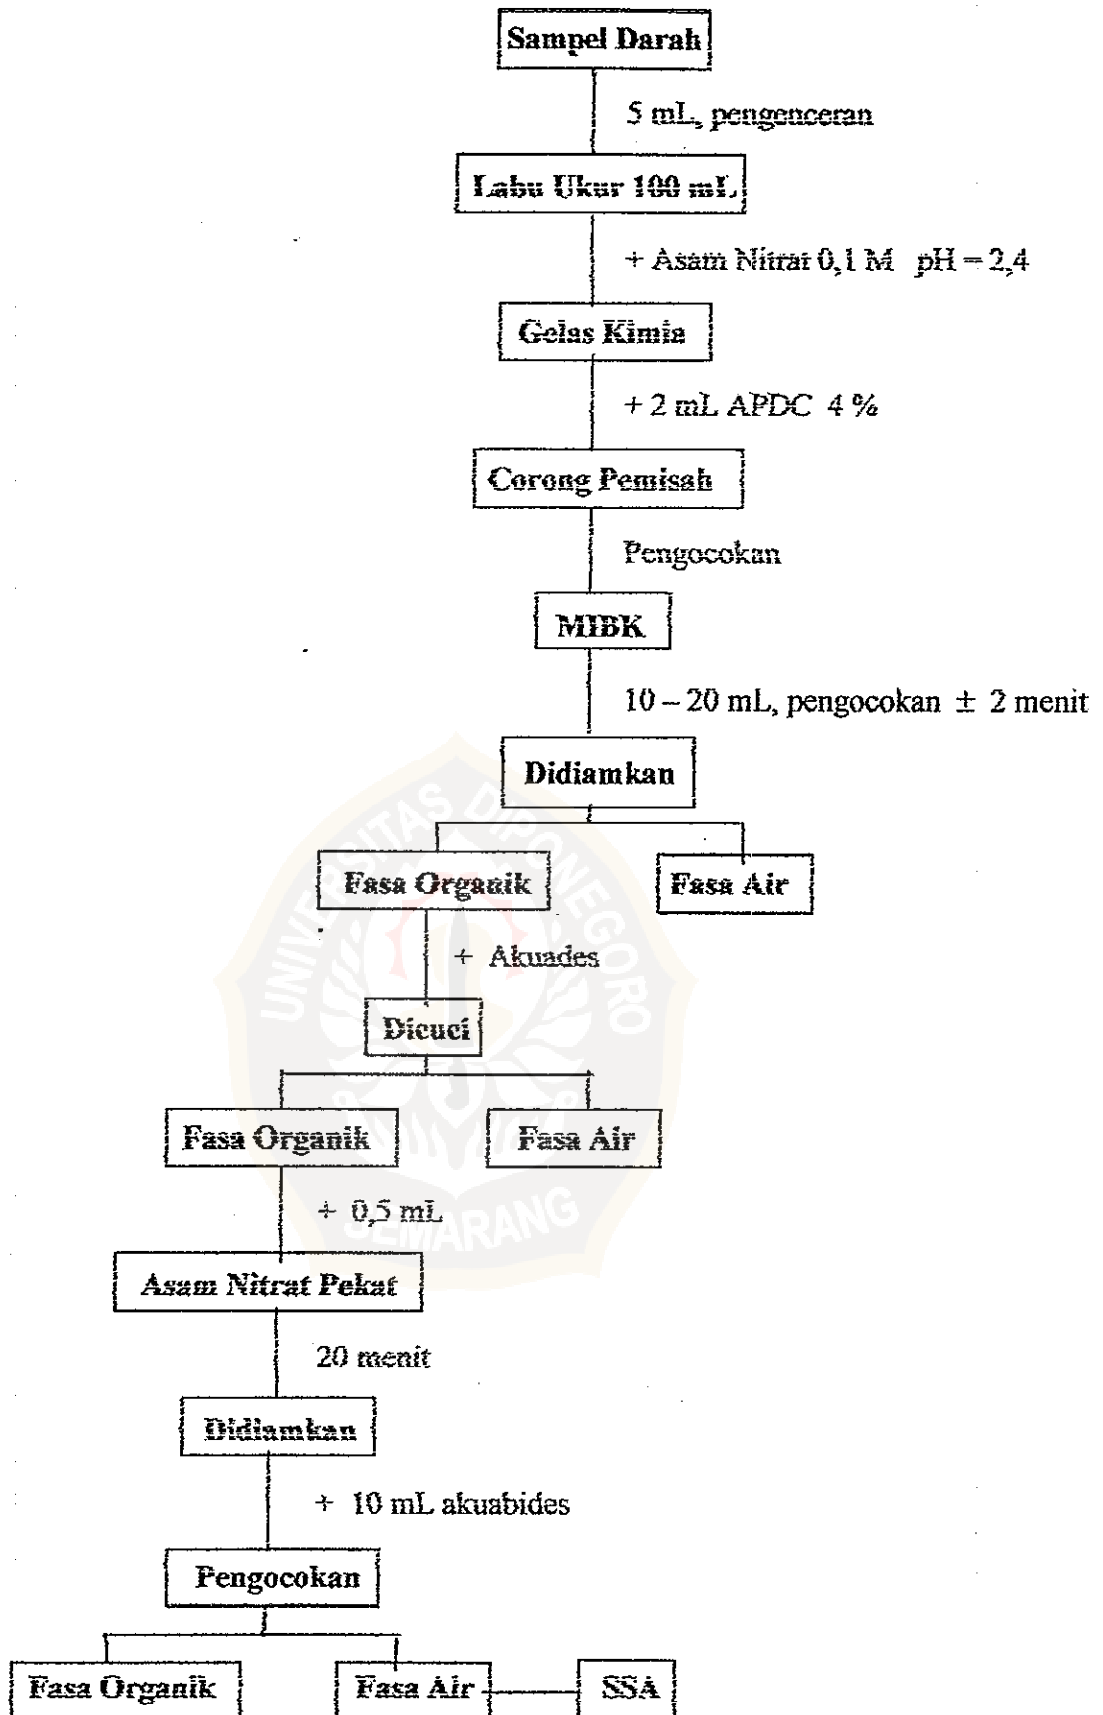 Sampel Darah
5 mL, pengenceran
Labu Ukur 100 mL
+ Asam Nitrat 0,1 M pH = 2,4
Gelas Kimia
+ 2 mL APDC 4 %
Corong Pemisah
Pengocokan
MIBK
10 – 20 mL, pengocokan ± 2 menit
Didiamkan
Fasa Organik Fasa Air
+ Akuades
Dicuci
Fasa Organik Fasa Air
+ 0,5 mL
Asam Nitrat Pekat
20 menit
Didiamkan
+ 10 mL akuabides
Pengocokan
Fasa Organik Fasa Air SSA
UNIVERSITAS DIPONEGORO
SEMARANG